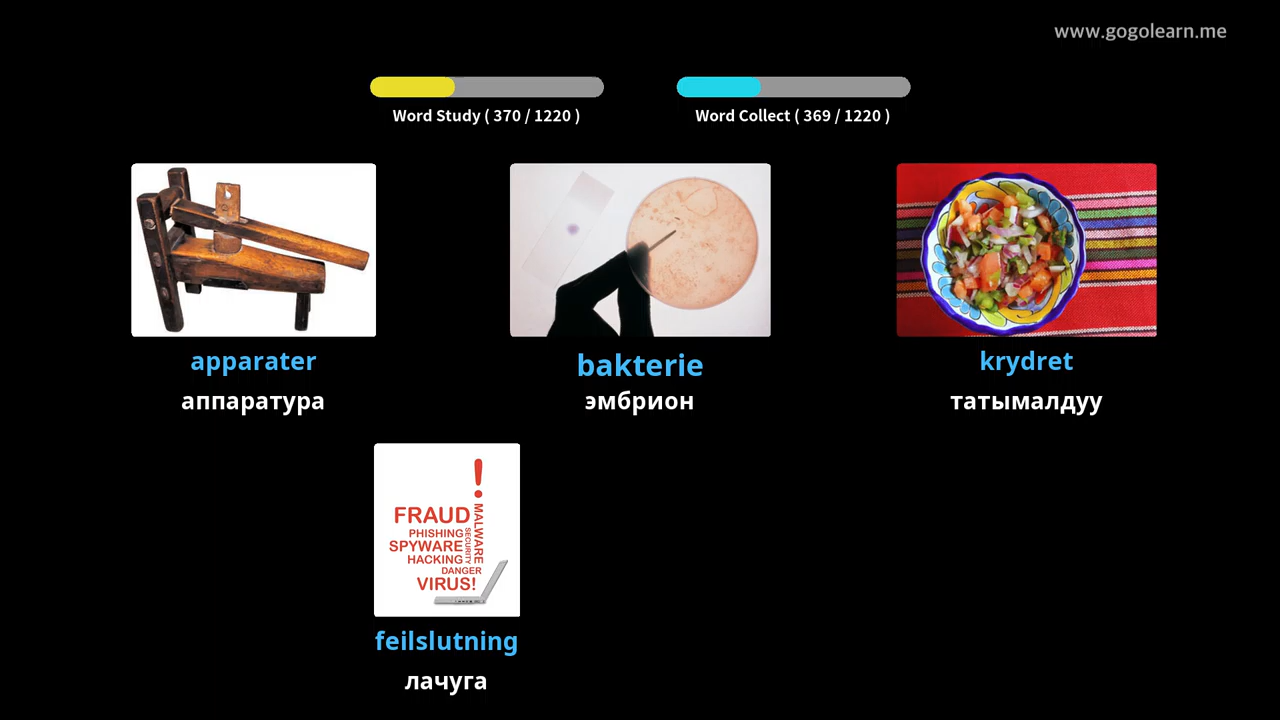 www.gogolearn.me
Word Study ( 370 / 1220 )
Word Collect ( 369 / 1220 )
apparater
bakterie
krydret
аппаратура
эмбрион
татымалдуу
!
FRAUD
MALWARE
PHISHING
SECURITY
SPYWARE
HACKING
DANGER
VIRUS!
feilslutning
лачуга